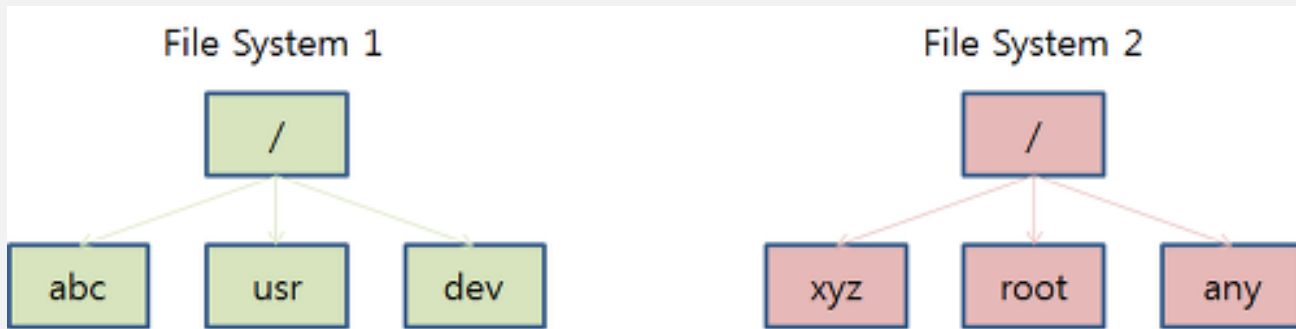 File System 1
File System 2
/
/
abc
usr
dev
xyz
root
any